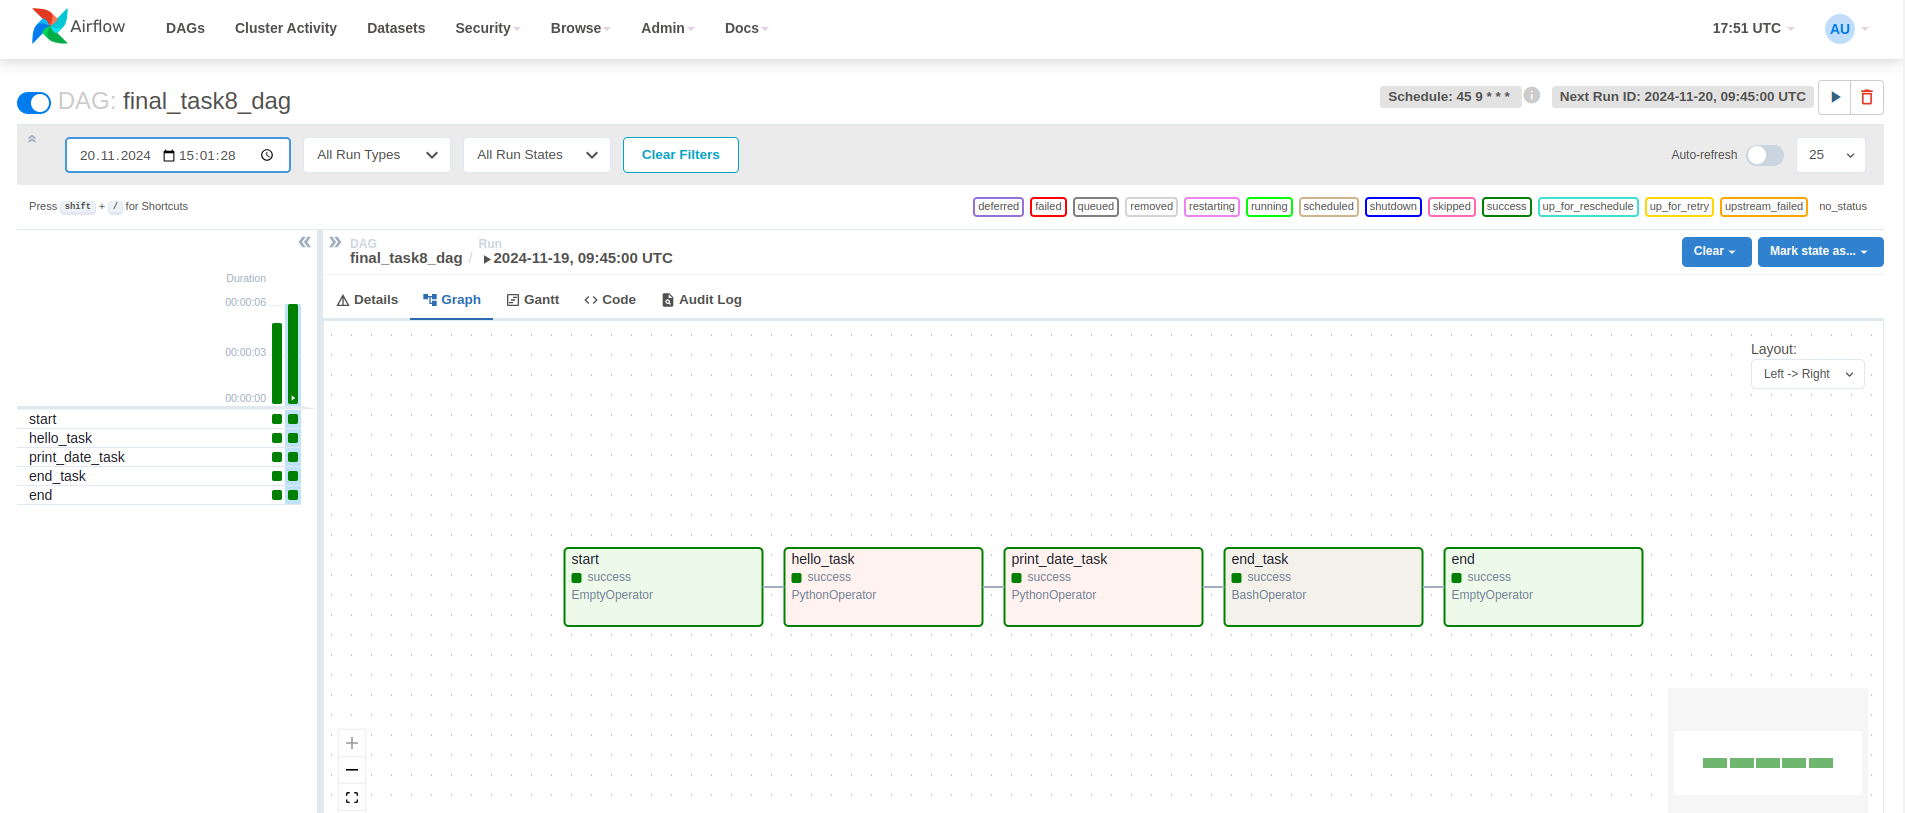 Airflow DAGs Cluster Activity Datasets Security Browse Admin Docs 17:51 UTC AU
DAG: final_task8_dag Schedule: 45 9 * * * Next Run ID: 2024-11-20, 09:45:00 UTC
20.11.2024 15:01:28 All Run Types All Run States Clear Filters Auto-refresh 25
Press shift + / for Shortcuts deferred failed queued removed restarting running scheduled shutdown skipped success up_for_reschedule up_for_retry upstream_failed no_status
DAG Run
final_task8_dag / 2024-11-19, 09:45:00 UTC Clear Mark state as...
Duration
00:00:06
00:00:03
00:00:00
start
hello_task
print_date_task
end_task
end
Details Graph Gantt Code Audit Log
Layout:
Left -> Right
start
success
EmptyOperator
hello_task
success
PythonOperator
print_date_task
success
PythonOperator
end_task
success
BashOperator
end
success
EmptyOperator